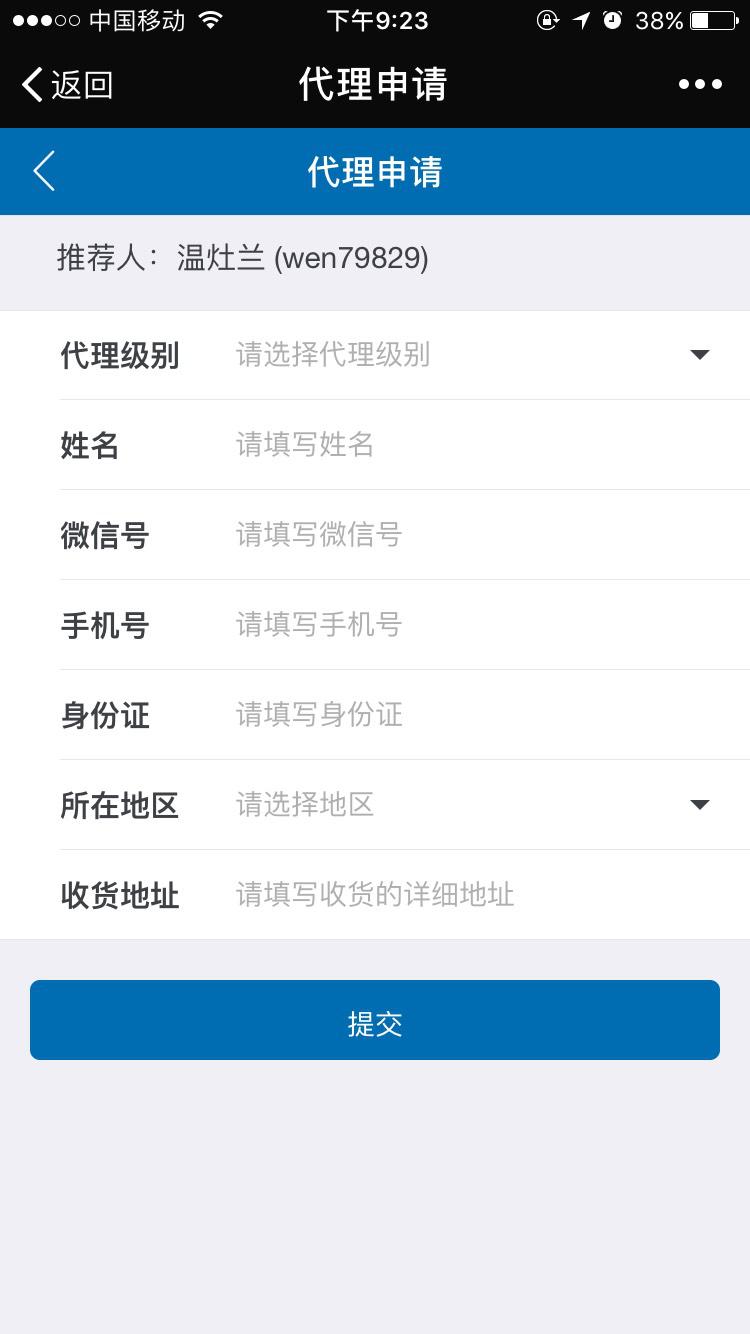 中国移动 下午9:23 38%
返回 代理申请
代理申请
推荐人：温灶兰 (wen79829)
代理级别 请选择代理级别
姓名 请填写姓名
微信号 请填写微信号
手机号 请填写手机号
身份证 请填写身份证
所在地区 请选择地区
收货地址 请填写收货的详细地址
提交